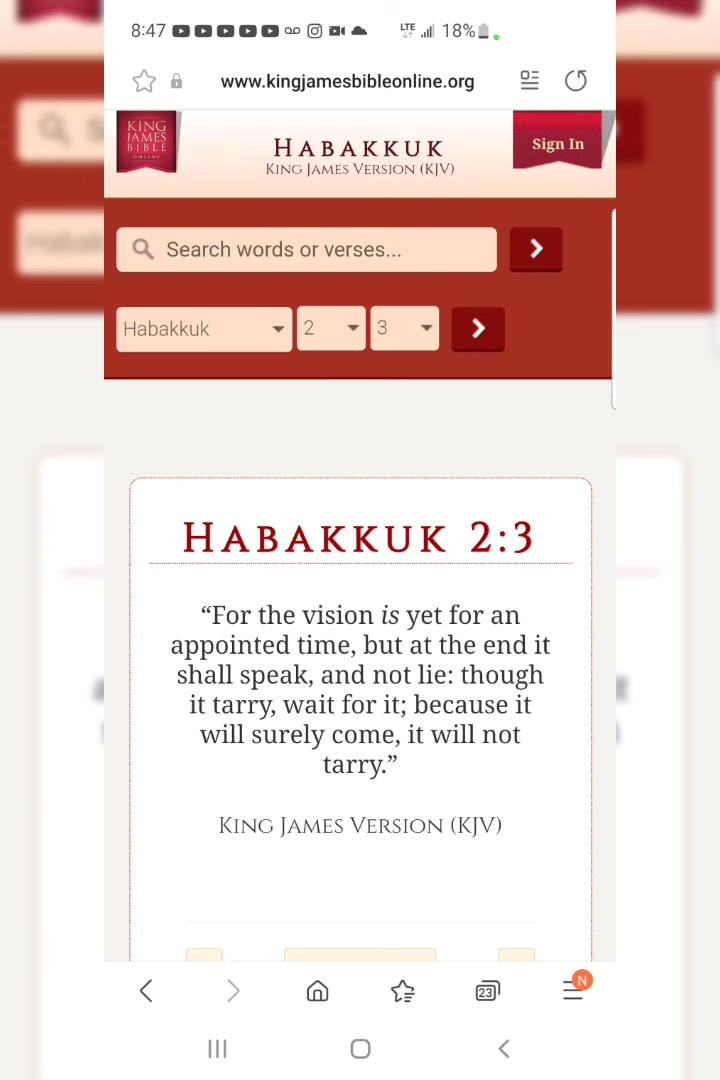 8:47 LTE 18%
www.kingjamesbibleonline.org
KING
JAMES
BIBLE
ONLINE
HABAKKUK
KING JAMES VERSION (KJV)
Sign In
Search words or verses...
Habakkuk 2 3
HABAKKUK 2:3
“For the vision is yet for an
appointed time, but at the end it
shall speak, and not lie: though
it tarry, wait for it; because it
will surely come, it will not
tarry.”
KING JAMES VERSION (KJV)
23 N